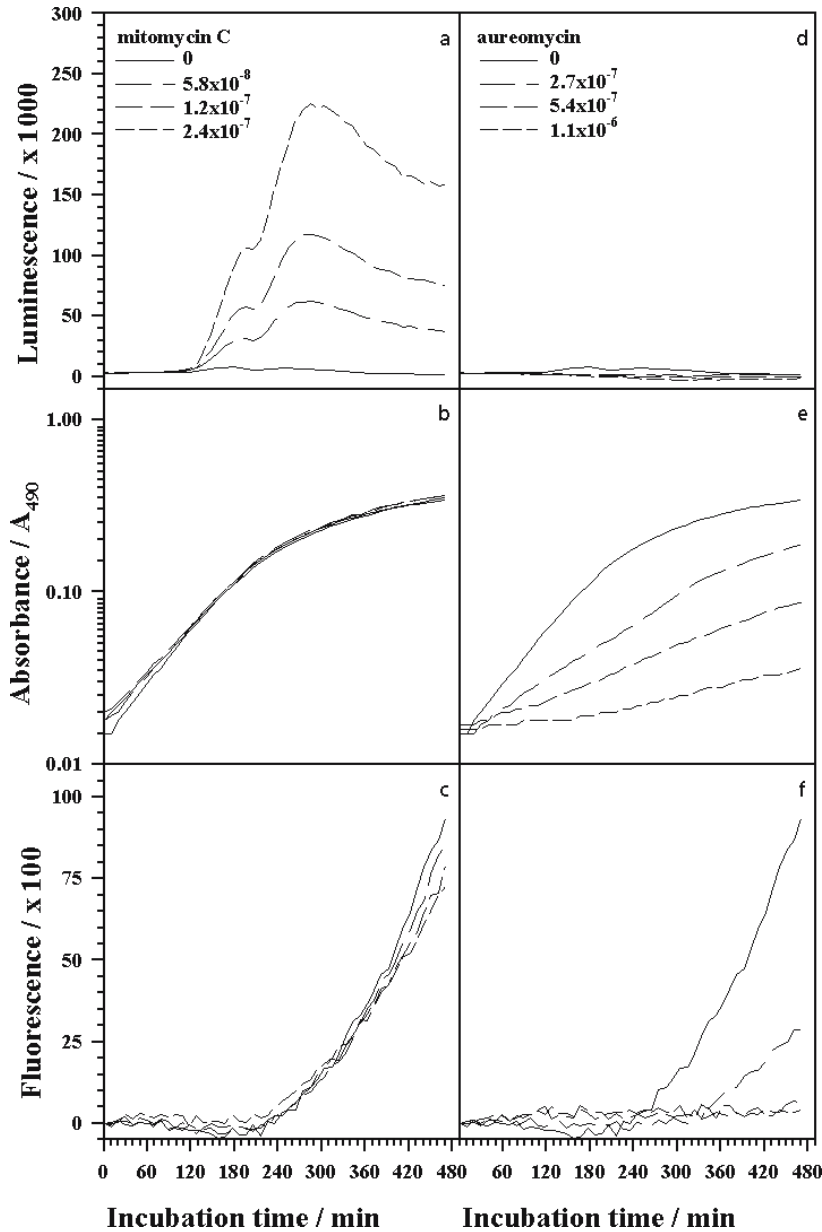 mitomycin C
0
5.8x10⁻⁸
1.2x10⁻⁷
2.4x10⁻⁷
a
aureomycin
0
2.7x10⁻⁷
5.4x10⁻⁷
1.1x10⁻⁶
d
Luminescence / x 1000
300
250
200
150
100
50
0
b
e
Absorbance / A₄₉₀
1.00
0.10
0.01
c
f
Fluorescence / x 100
100
75
50
25
0
0 60 120 180 240 300 360 420 480
60 120 180 240 300 360 420 480
Incubation time / min
Incubation time / min